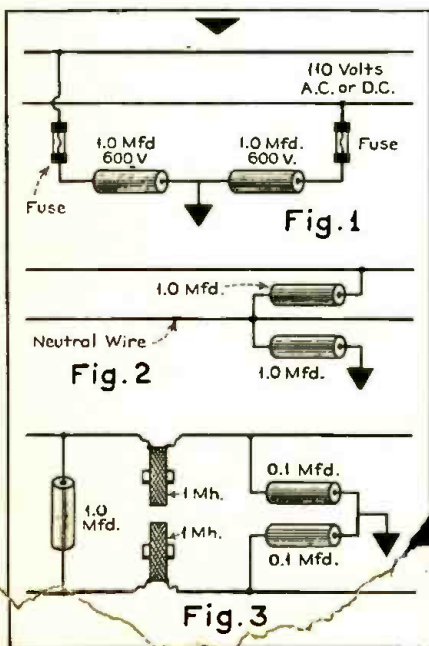 110 Volts
A.C. or D.C.
1.0 Mfd
600 V
1.0 Mfd.
600 V.
Fuse
Fuse
Fig. 1
1.0 Mfd.
Neutral Wire
Fig. 2
1.0 Mfd.
0.1 Mfd.
1 Mh.
1.0
Mfd.
1 Mh.
0.1 Mfd.
Fig. 3